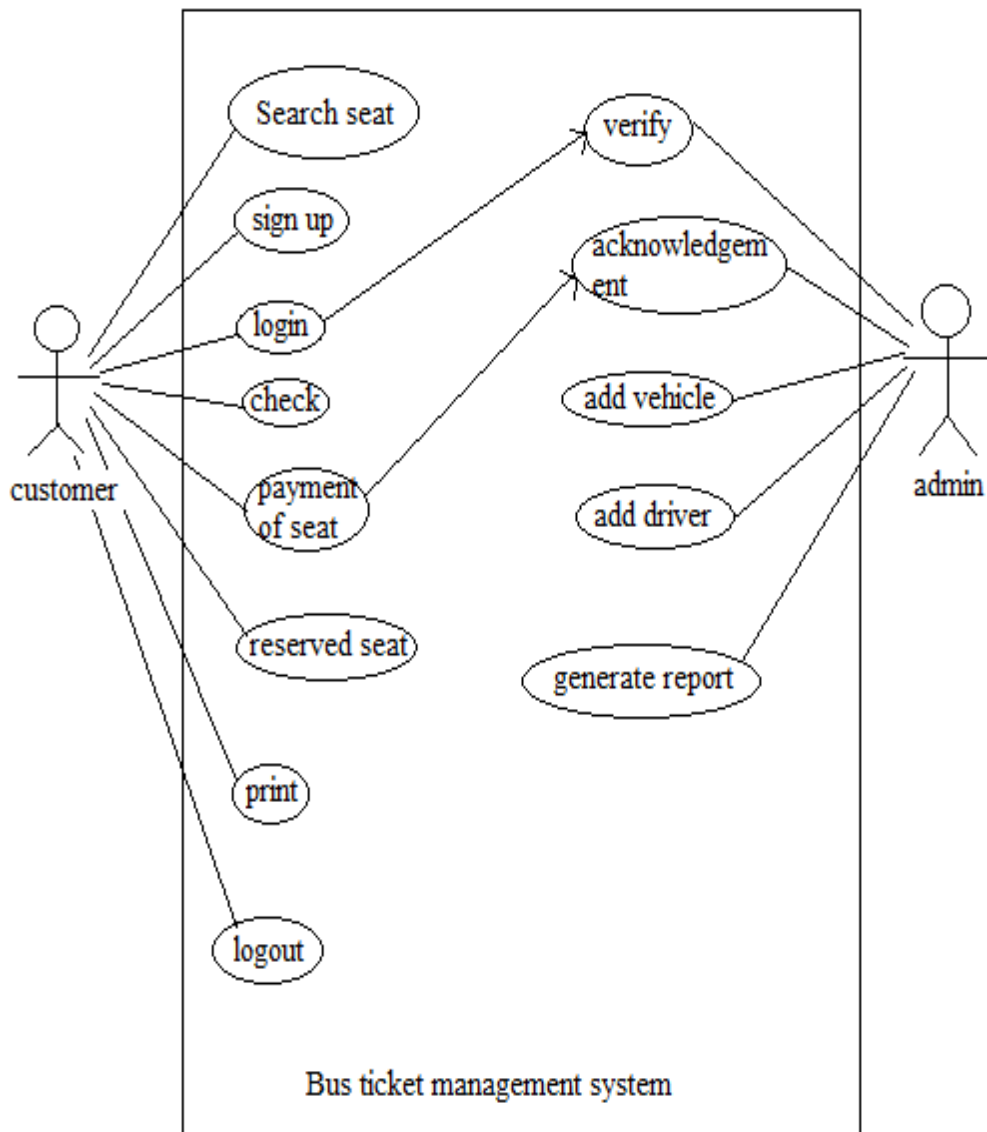 Search seat
verify
sign up
acknowledgem
ent
login
check
add vehicle
customer
payment
of seat
admin
add driver
reserved seat
generate report
print
logout
Bus ticket management system